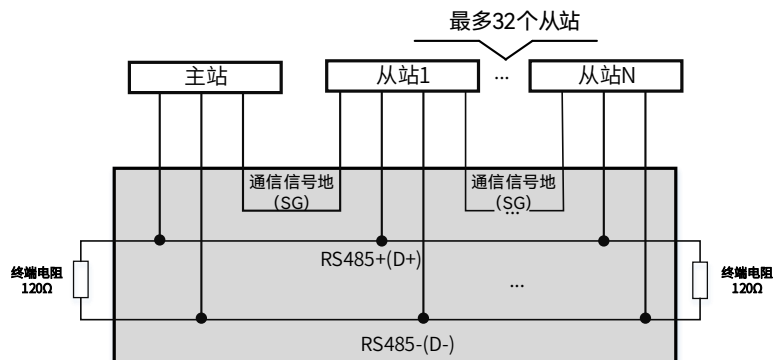 最多32个从站
主站
从站1
...
从站N
通信信号地
（SG）
通信信号地
（SG）
...
RS485+(D+)
终端电阻
120Ω
终端电阻
120Ω
...
RS485-(D-)